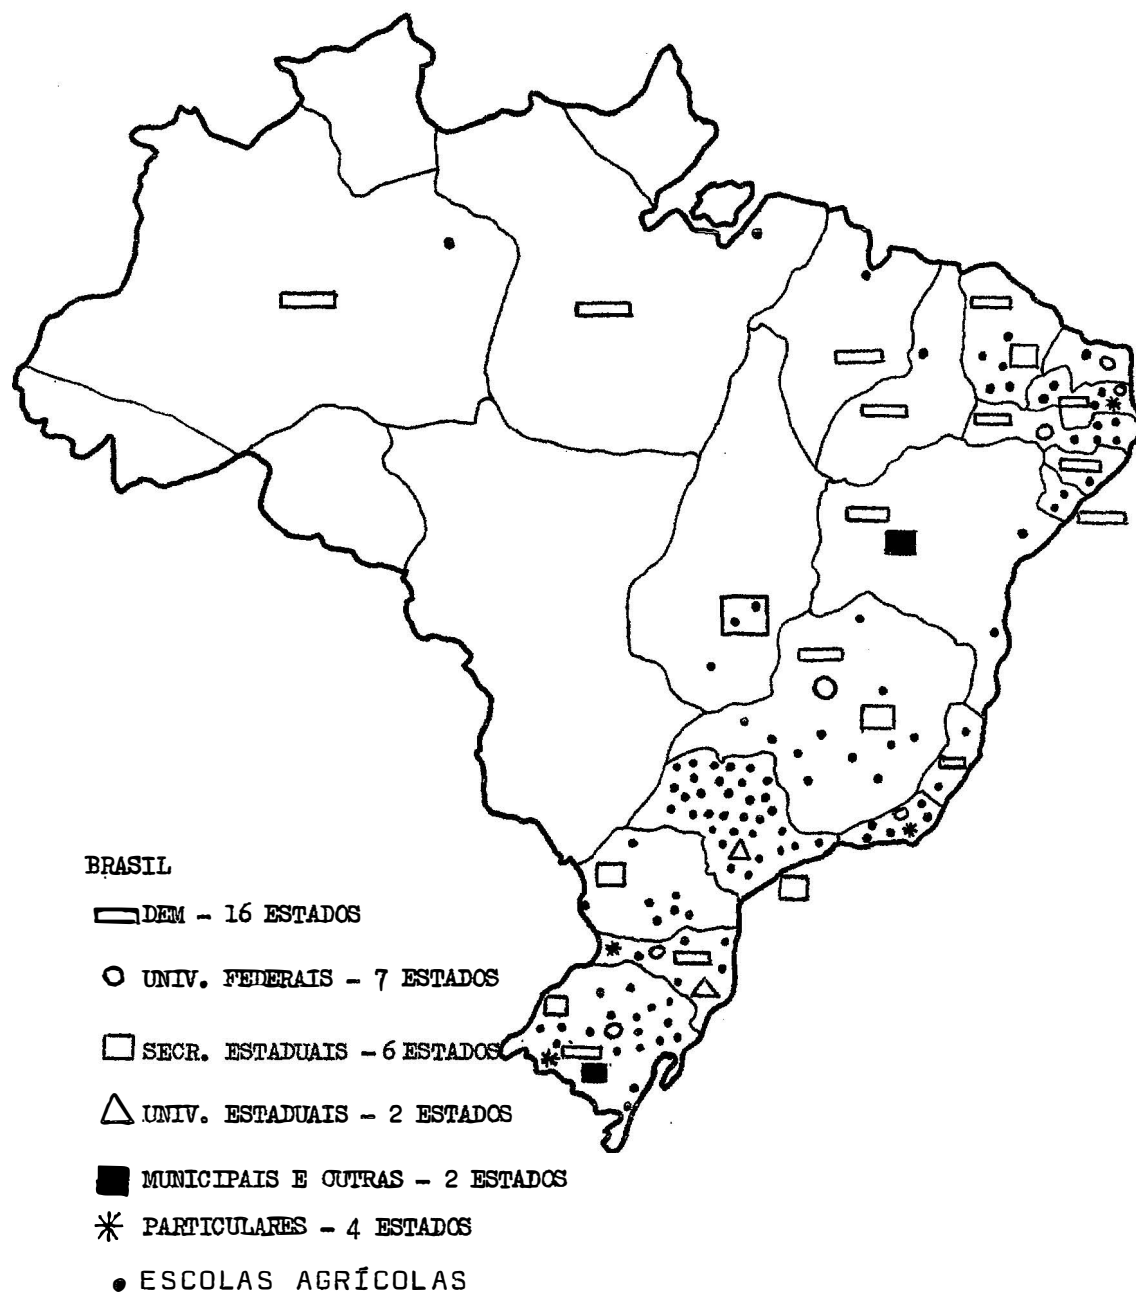 BRASIL
DEM - 16 ESTADOS
UNIV. FEDERAIS - 7 ESTADOS
SECR. ESTADUAIS - 6 ESTADOS
UNIV. ESTADUAIS - 2 ESTADOS
MUNICIPAIS E OUTRAS - 2 ESTADOS
PARTICULARES - 4 ESTADOS
ESCOLAS AGRÍCOLAS